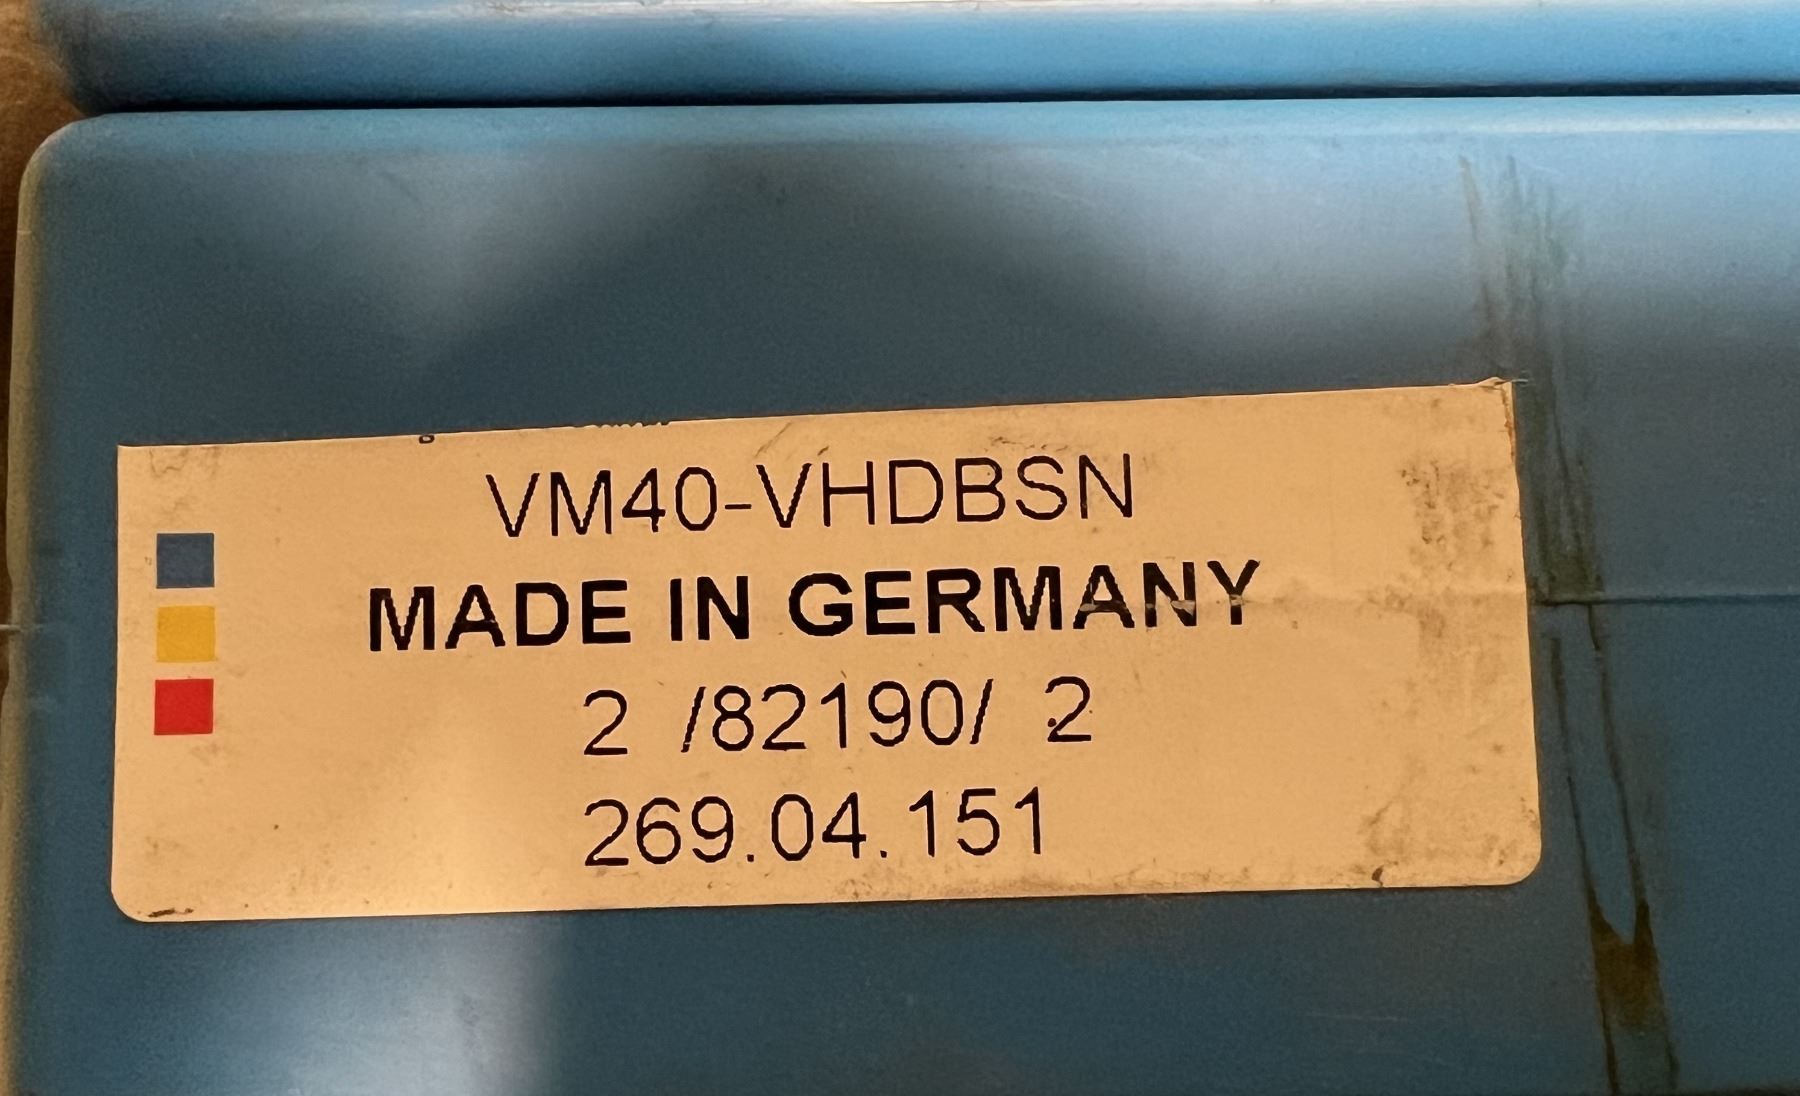 VM40-VHDBSN
MADE IN GERMANY
2 /82190/ 2
269.04.151